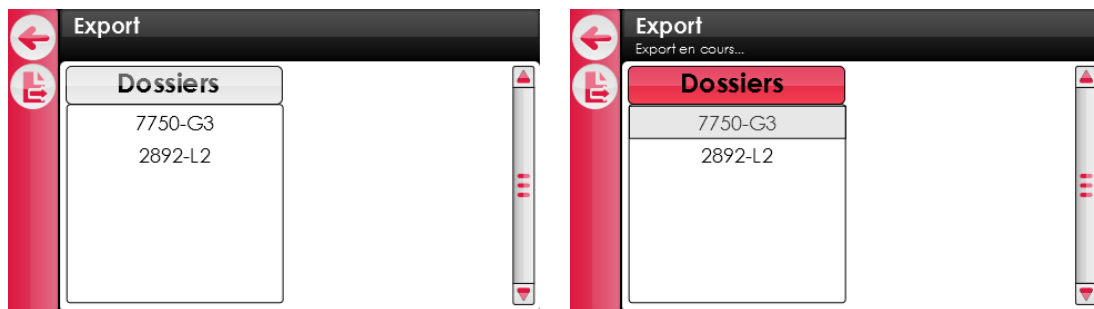 Export
Dossiers
7750-G3
2892-L2
Export
Export en cours...
Dossiers
7750-G3
2892-L2